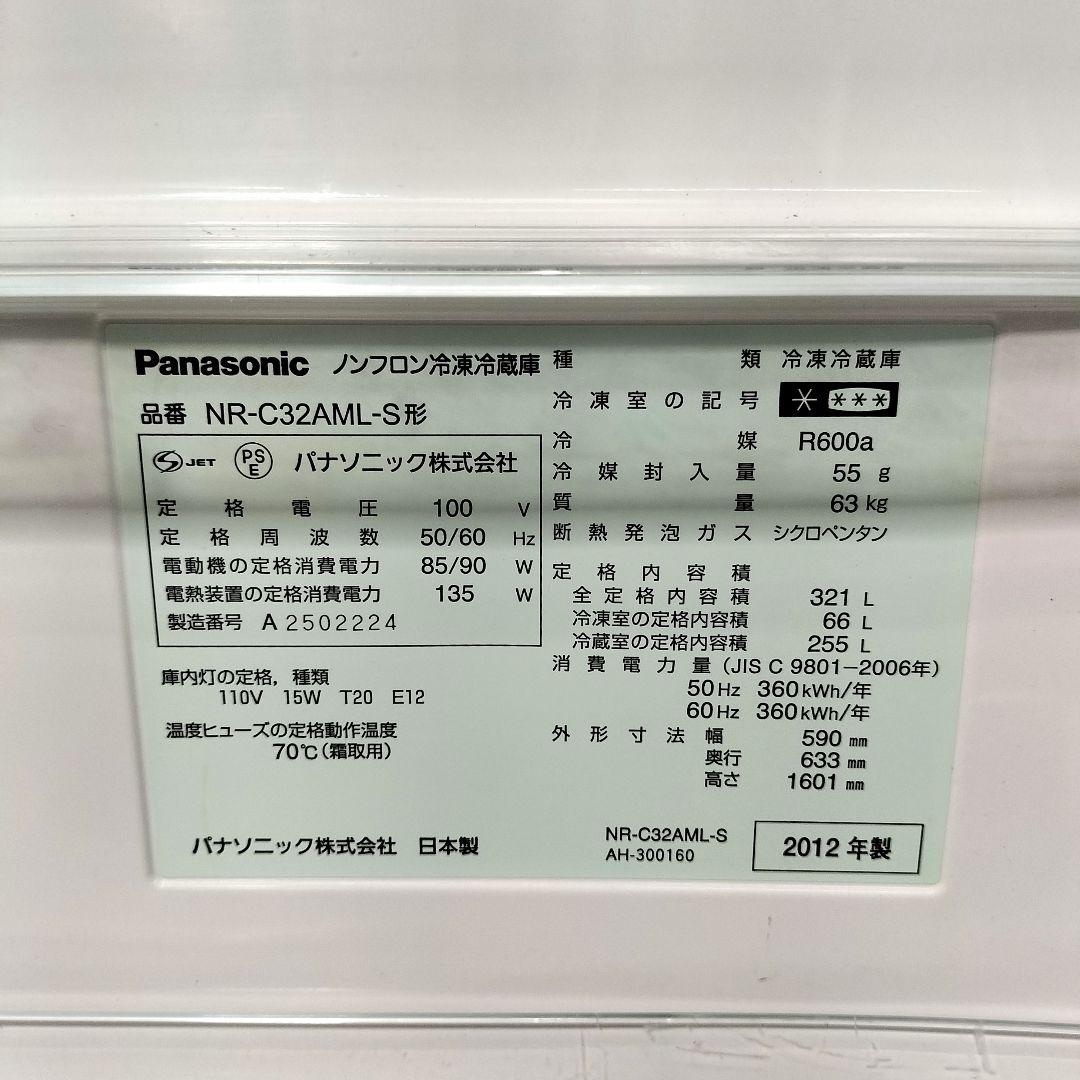 Panasonic ノンフロン冷凍冷蔵庫
品番 NR-C32AML-S形
JET PSE パナソニック株式会社
定格電圧 100 V
定格周波数 50/60 Hz
電動機の定格消費電力 85/90 W
電熱装置の定格消費電力 135 W
製造番号 A 2502224
庫内灯の定格，種類
110V 15W T20 E12
温度ヒューズの定格動作温度
70℃（霜取用）
パナソニック株式会社 日本製
種類 冷凍冷蔵庫
冷凍室の記号 * ***
冷媒 R600a
冷媒封入量 55 g
質量 63 kg
断熱発泡ガス シクロペンタン
定格内容積
全定格内容積 321 L
冷凍室の定格内容積 66 L
冷蔵室の定格内容積 255 L
消費電力量（JIS C 9801−2006年）
50Hz 360kWh/年
60Hz 360kWh/年
外形寸法 幅 590 mm
奥行 633 mm
高さ 1601 mm
NR-C32AML-S
AH-300160
2012 年製